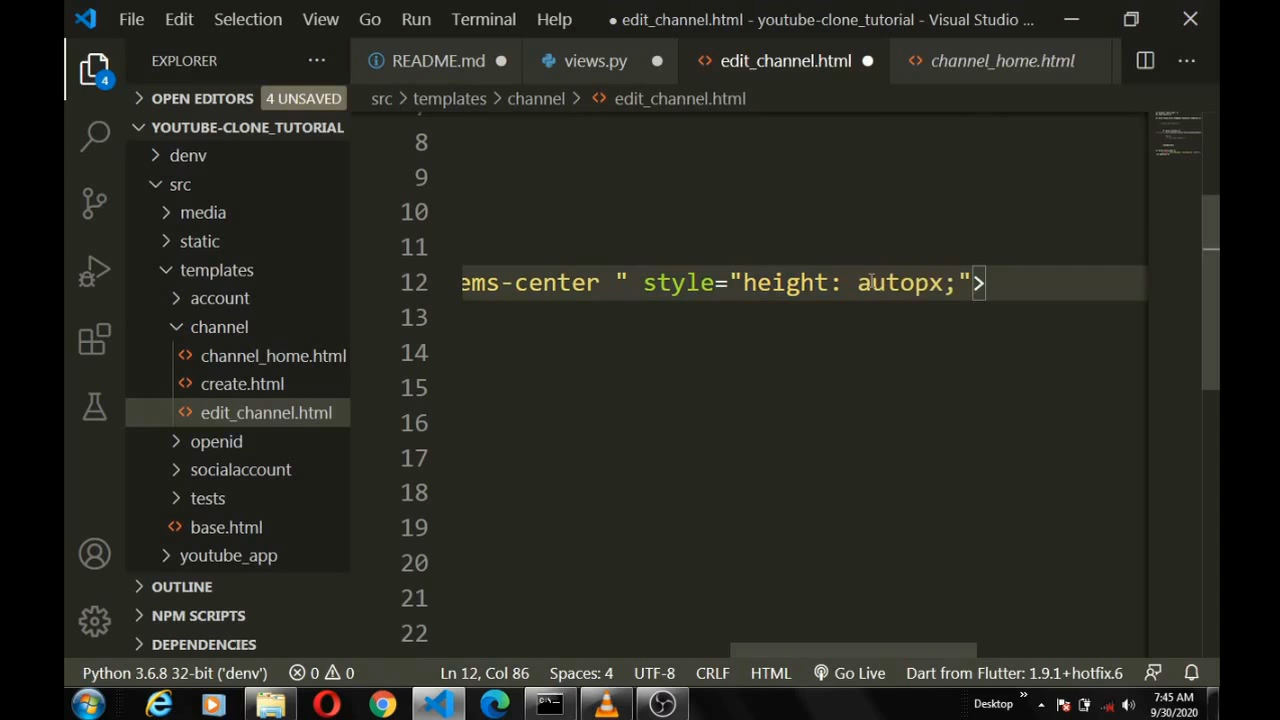 File Edit Selection View Go Run Terminal Help ● edit_channel.html - youtube-clone_tutorial - Visual Studio ...
EXPLORER ...
README.md views.py edit_channel.html channel_home.html
OPEN EDITORS 4 UNSAVED
src > templates > channel > edit_channel.html
YOUTUBE-CLONE_TUTORIAL
denv
src
media
static
templates
account
channel
channel_home.html
create.html
edit_channel.html
openid
socialaccount
tests
base.html
youtube_app
OUTLINE
NPM SCRIPTS
DEPENDENCIES
4
8
9
10
11
12 ems-center " style="height: autopx;">
13
14
15
16
17
18
19
20
21
22
Python 3.6.8 32-bit ('denv') 0 0 Ln 12, Col 86 Spaces: 4 UTF-8 CRLF HTML Go Live Dart from Flutter: 1.9.1+hotfix.6
Desktop » 7:45 AM
9/30/2020